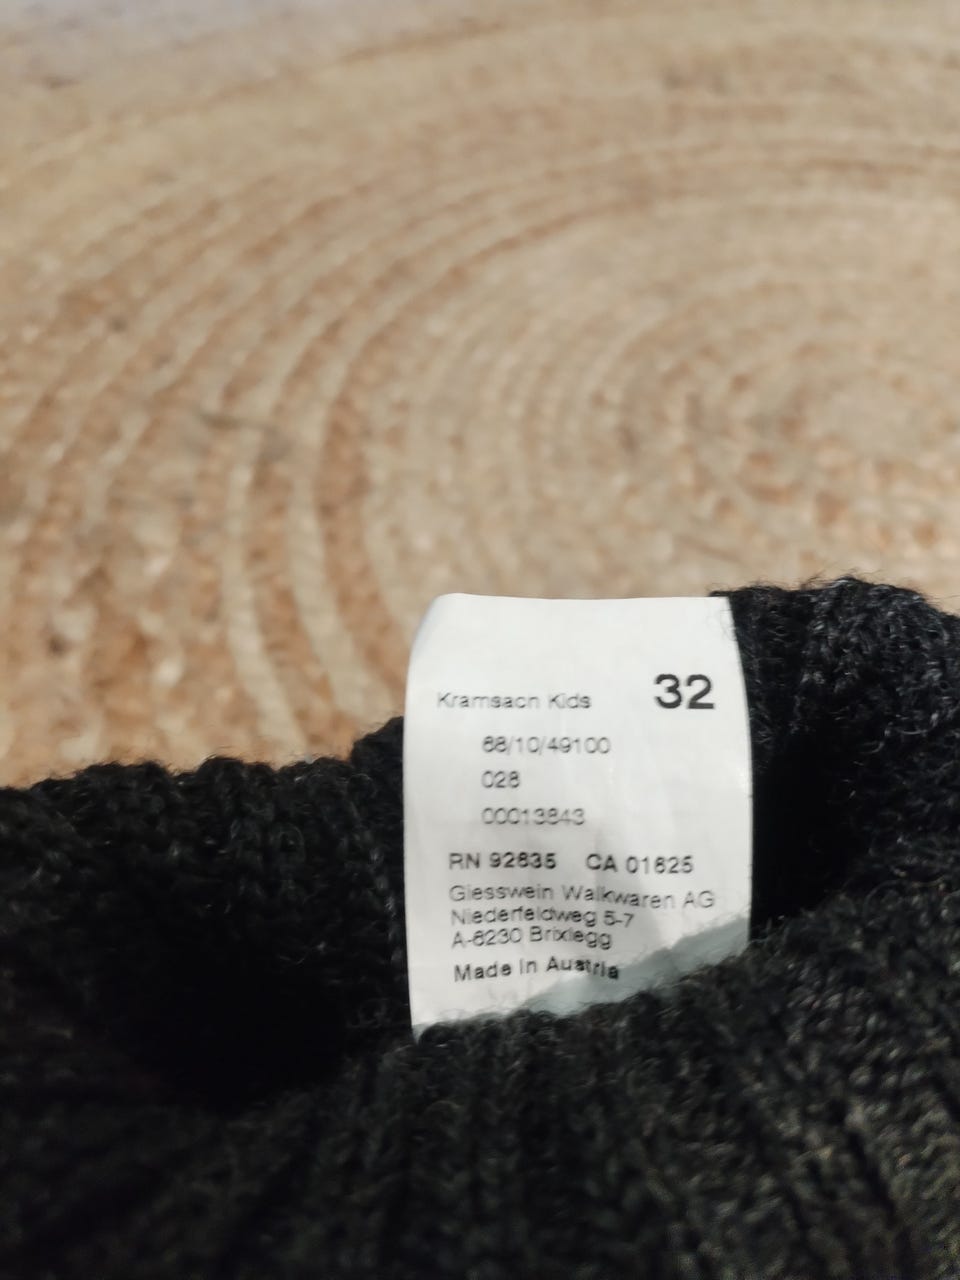 Kramsach Kids 32
68/10/49100
028
00013843
RN 92635 CA 01625
Giesswein Walkwaren AG
Niederfeldweg 5-7
A-6230 Brixlegg
Made in Austria